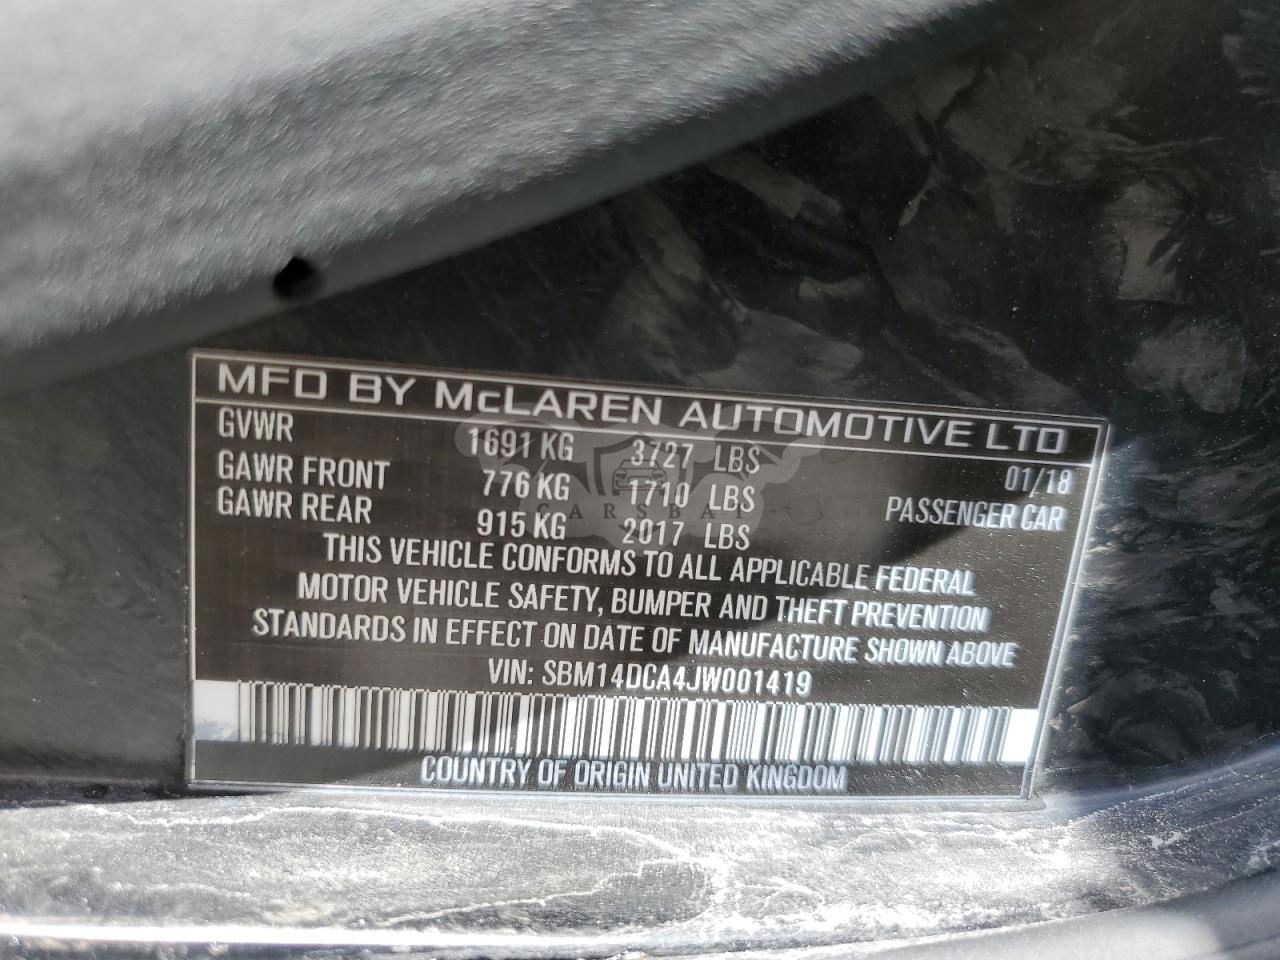 MFD BY McLAREN AUTOMOTIVE LTD
GVWR 1691 KG 3727 LBS 01/18
GAWR FRONT 776 KG 1710 LBS PASSENGER CAR
GAWR REAR 915 KG 2017 LBS
CARSBAT
THIS VEHICLE CONFORMS TO ALL APPLICABLE FEDERAL
MOTOR VEHICLE SAFETY, BUMPER AND THEFT PREVENTION
STANDARDS IN EFFECT ON DATE OF MANUFACTURE SHOWN ABOVE
VIN: SBM14DCA4JW001419
COUNTRY OF ORIGIN UNITED KINGDOM